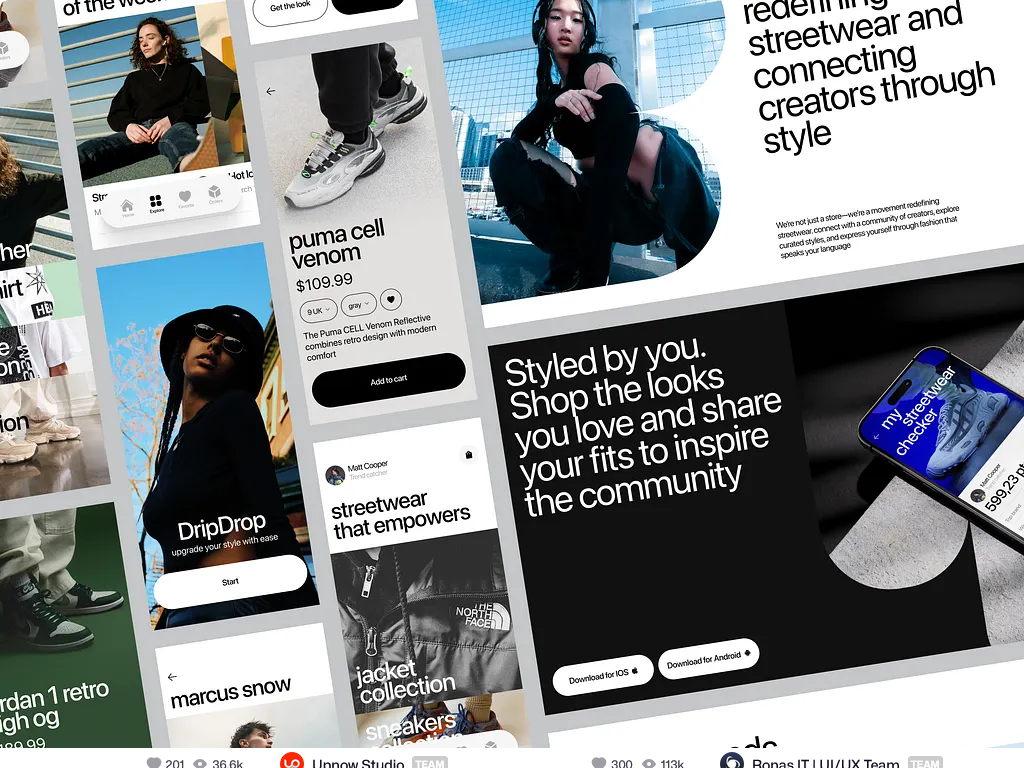 of the week
Hot
Str
M
Home
Explore
Favorite
Orders
her
hirt
ion
rdan 1 retro
igh og
189.99
DripDrop
upgrade your style with ease
Start
marcus snow
Get the look
puma cell
venom
$109.99
9 UK
gray
The Puma CELL Venom Reflective
combines retro design with modern
comfort
Add to cart
Matt Cooper
Trend catcher
streetwear
that empowers
THE
NORTH
FACE
jacket
collection
sneakers
collection
redefining
streetwear and
connecting
creators through
style
We're not just a store—we're a movement redefining
streetwear, connect with a community of creators, explore
curated styles, and express yourself through fashion that
speaks your language
Styled by you.
Shop the looks
you love and share
your fits to inspire
the community
Download for IOS
Download for Android
my
streetwear
checker
Matt Cooper
599,23 pt
Top brand
201
36.6k
Upnow Studio
TEAM
300
113k
Ronas IT | UI/UX Team
TEAM